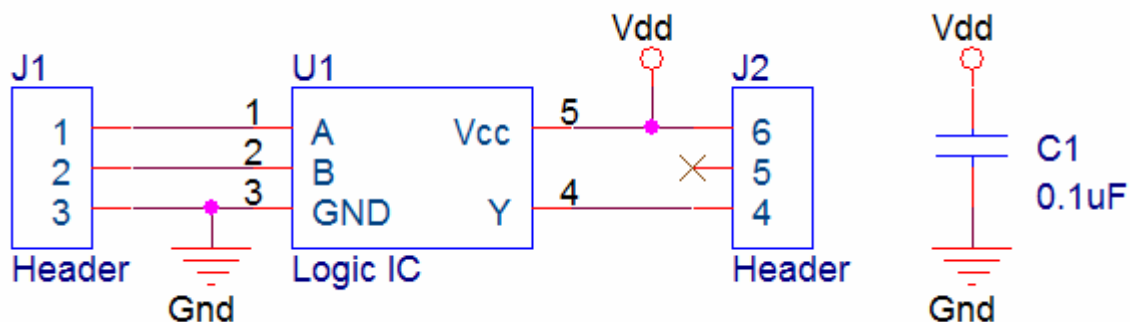 Vdd
Vdd
J1
U1
J2
1
1
A
Vcc
5
6
2
2
B
5
C1
3
3
GND
Y
4
4
0.1uF
Header
Logic IC
Header
Gnd
Gnd